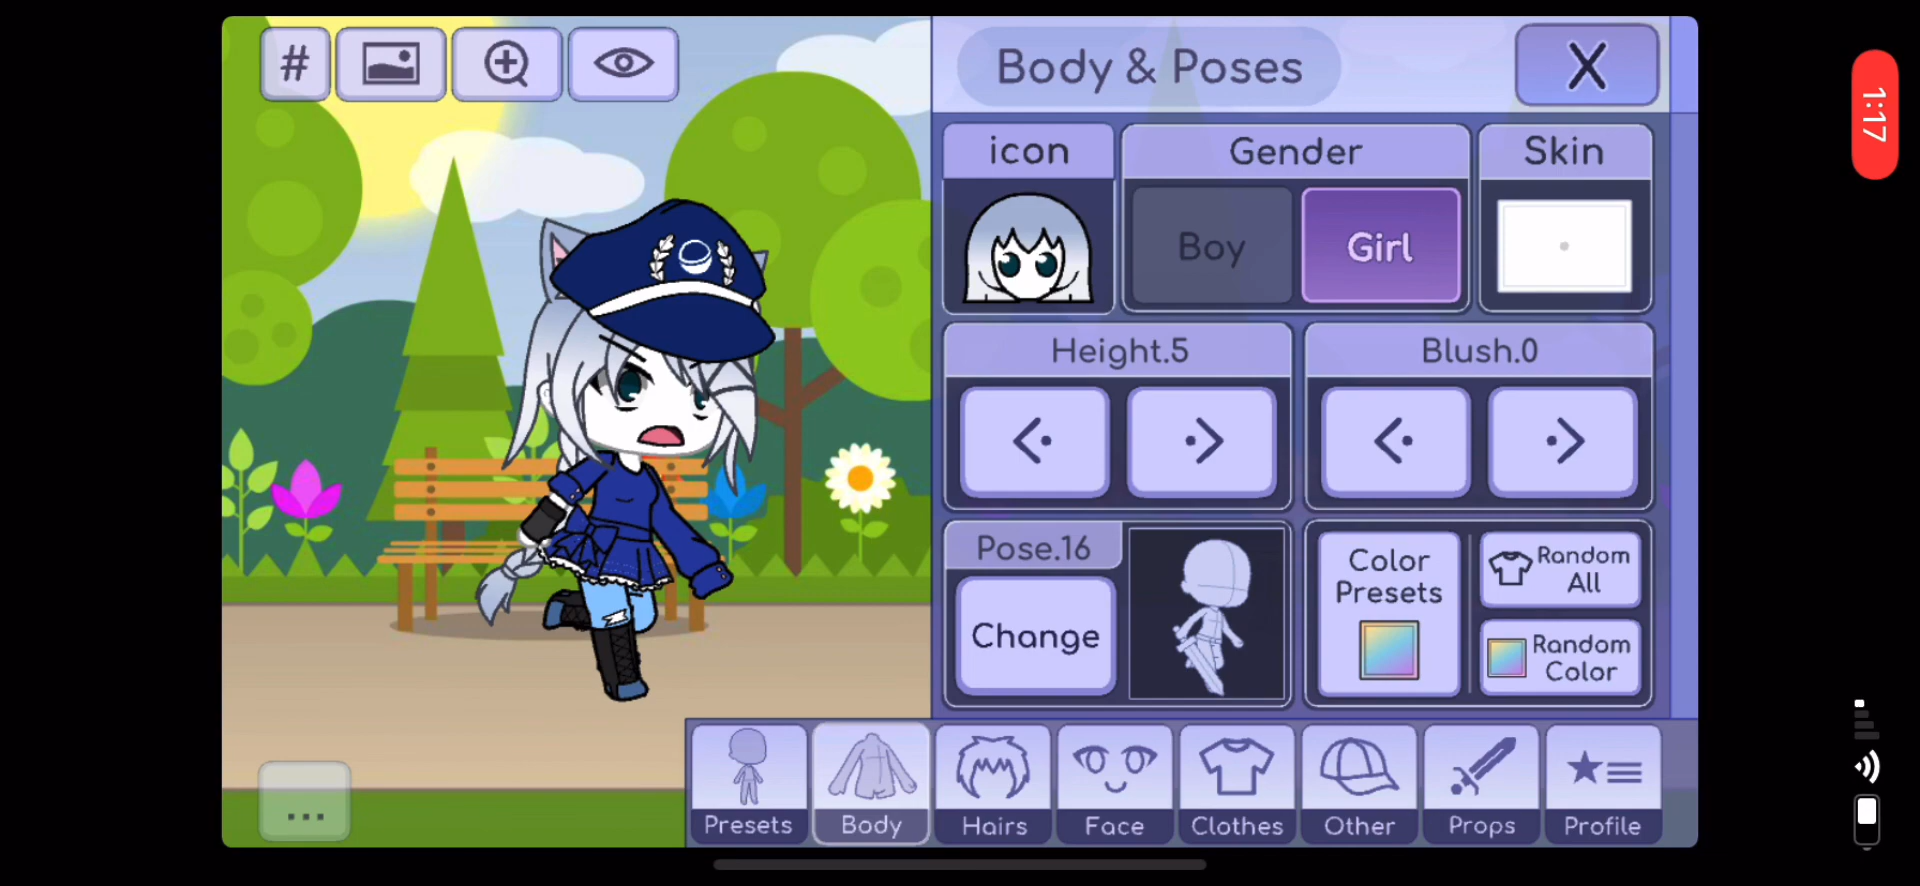 #
Body & Poses
X
1:17
icon
Gender
Skin
Boy
Girl
Height.5
Blush.0
Pose.16
Change
Color
Presets
Random
All
Random
Color
...
Presets
Body
Hairs
Face
Clothes
Other
Props
Profile